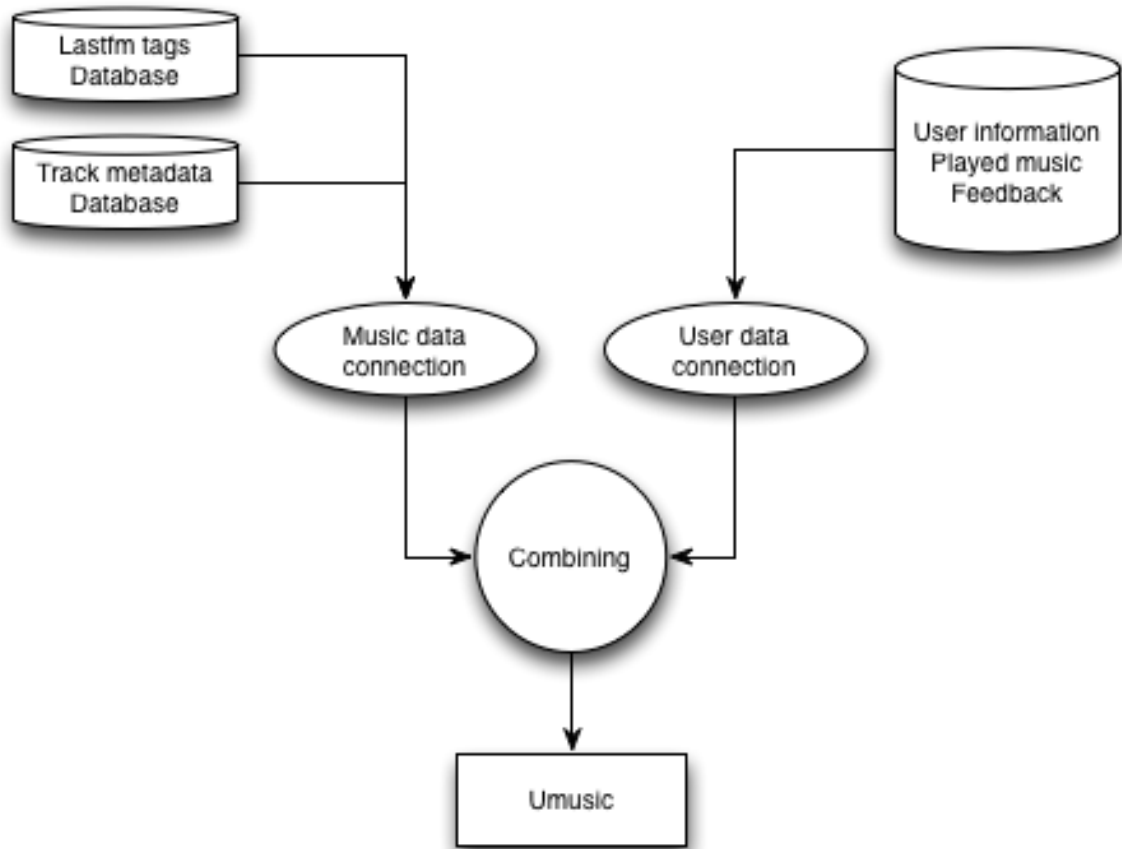 Lastfm tags
Database
Track metadata
Database
User information
Played music
Feedback
Music data
connection
User data
connection
Combining
Umusic